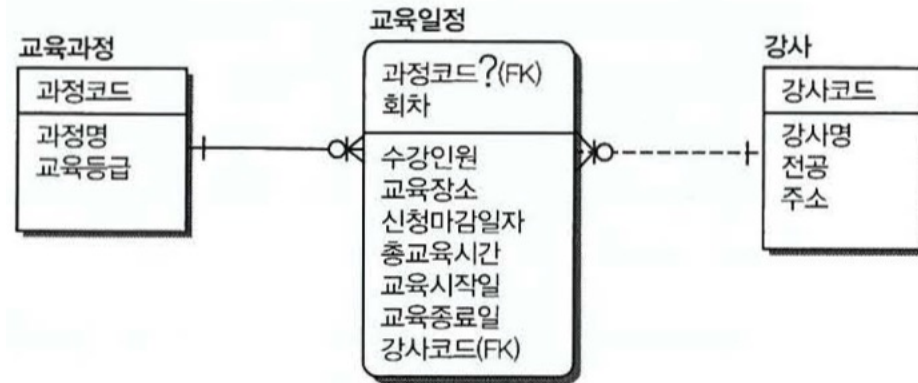 교육과정
과정코드
과정명
교육등급
교육일정
과정코드?(FK)
회차
수강인원
교육장소
신청마감일자
총교육시간
교육시작일
교육종료일
강사코드(FK)
강사
강사코드
강사명
전공
주소